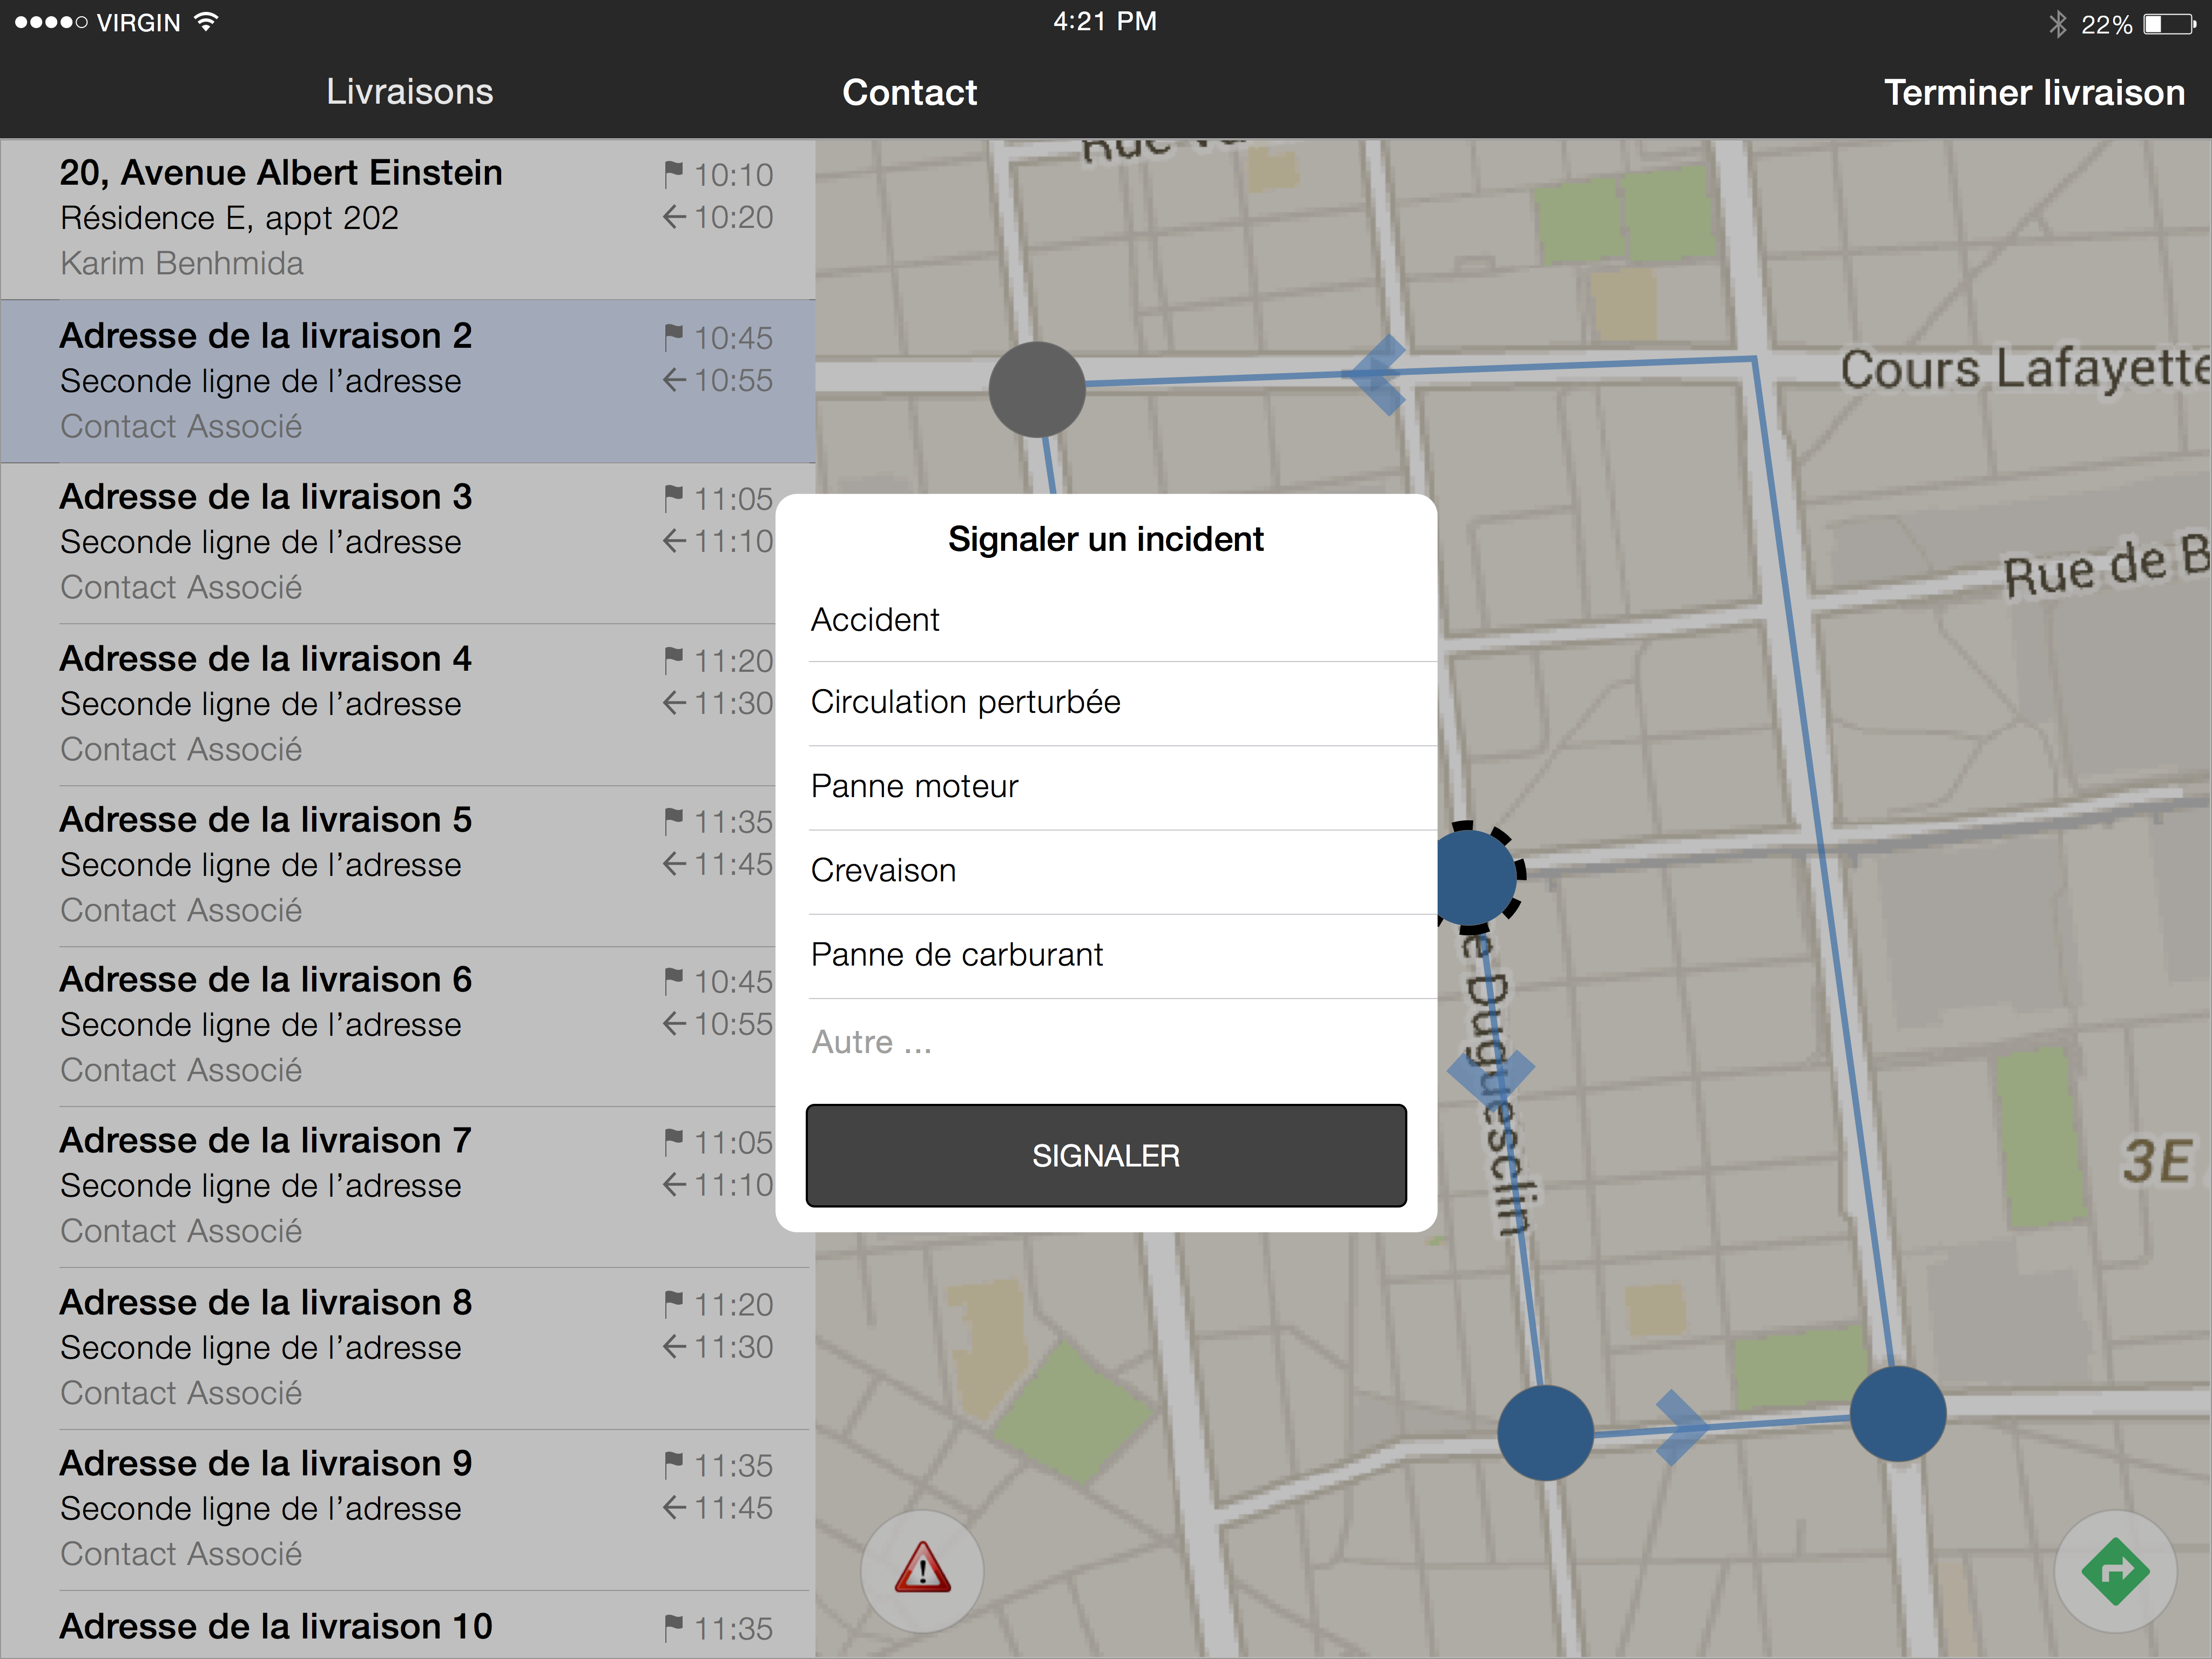 VIRGIN
4:21 PM
22%
Livraisons
Contact
Terminer livraison
20, Avenue Albert Einstein
10:10
Résidence E, appt 202
10:20
Karim Benhmida
Adresse de la livraison 2
10:45
Seconde ligne de l’adresse
10:55
Contact Associé
Adresse de la livraison 3
11:05
Seconde ligne de l’adresse
11:10
Contact Associé
Adresse de la livraison 4
11:20
Seconde ligne de l’adresse
11:30
Contact Associé
Adresse de la livraison 5
11:35
Seconde ligne de l’adresse
11:45
Contact Associé
Adresse de la livraison 6
10:45
Seconde ligne de l’adresse
10:55
Contact Associé
Adresse de la livraison 7
11:05
Seconde ligne de l’adresse
11:10
Contact Associé
Adresse de la livraison 8
11:20
Seconde ligne de l’adresse
11:30
Contact Associé
Adresse de la livraison 9
11:35
Seconde ligne de l’adresse
11:45
Contact Associé
Adresse de la livraison 10
11:35
Signaler un incident
Accident
Circulation perturbée
Panne moteur
Crevaison
Panne de carburant
Autre ...
SIGNALER
Rue
Cours Lafayette
Rue de B
e Duguesclin
3E